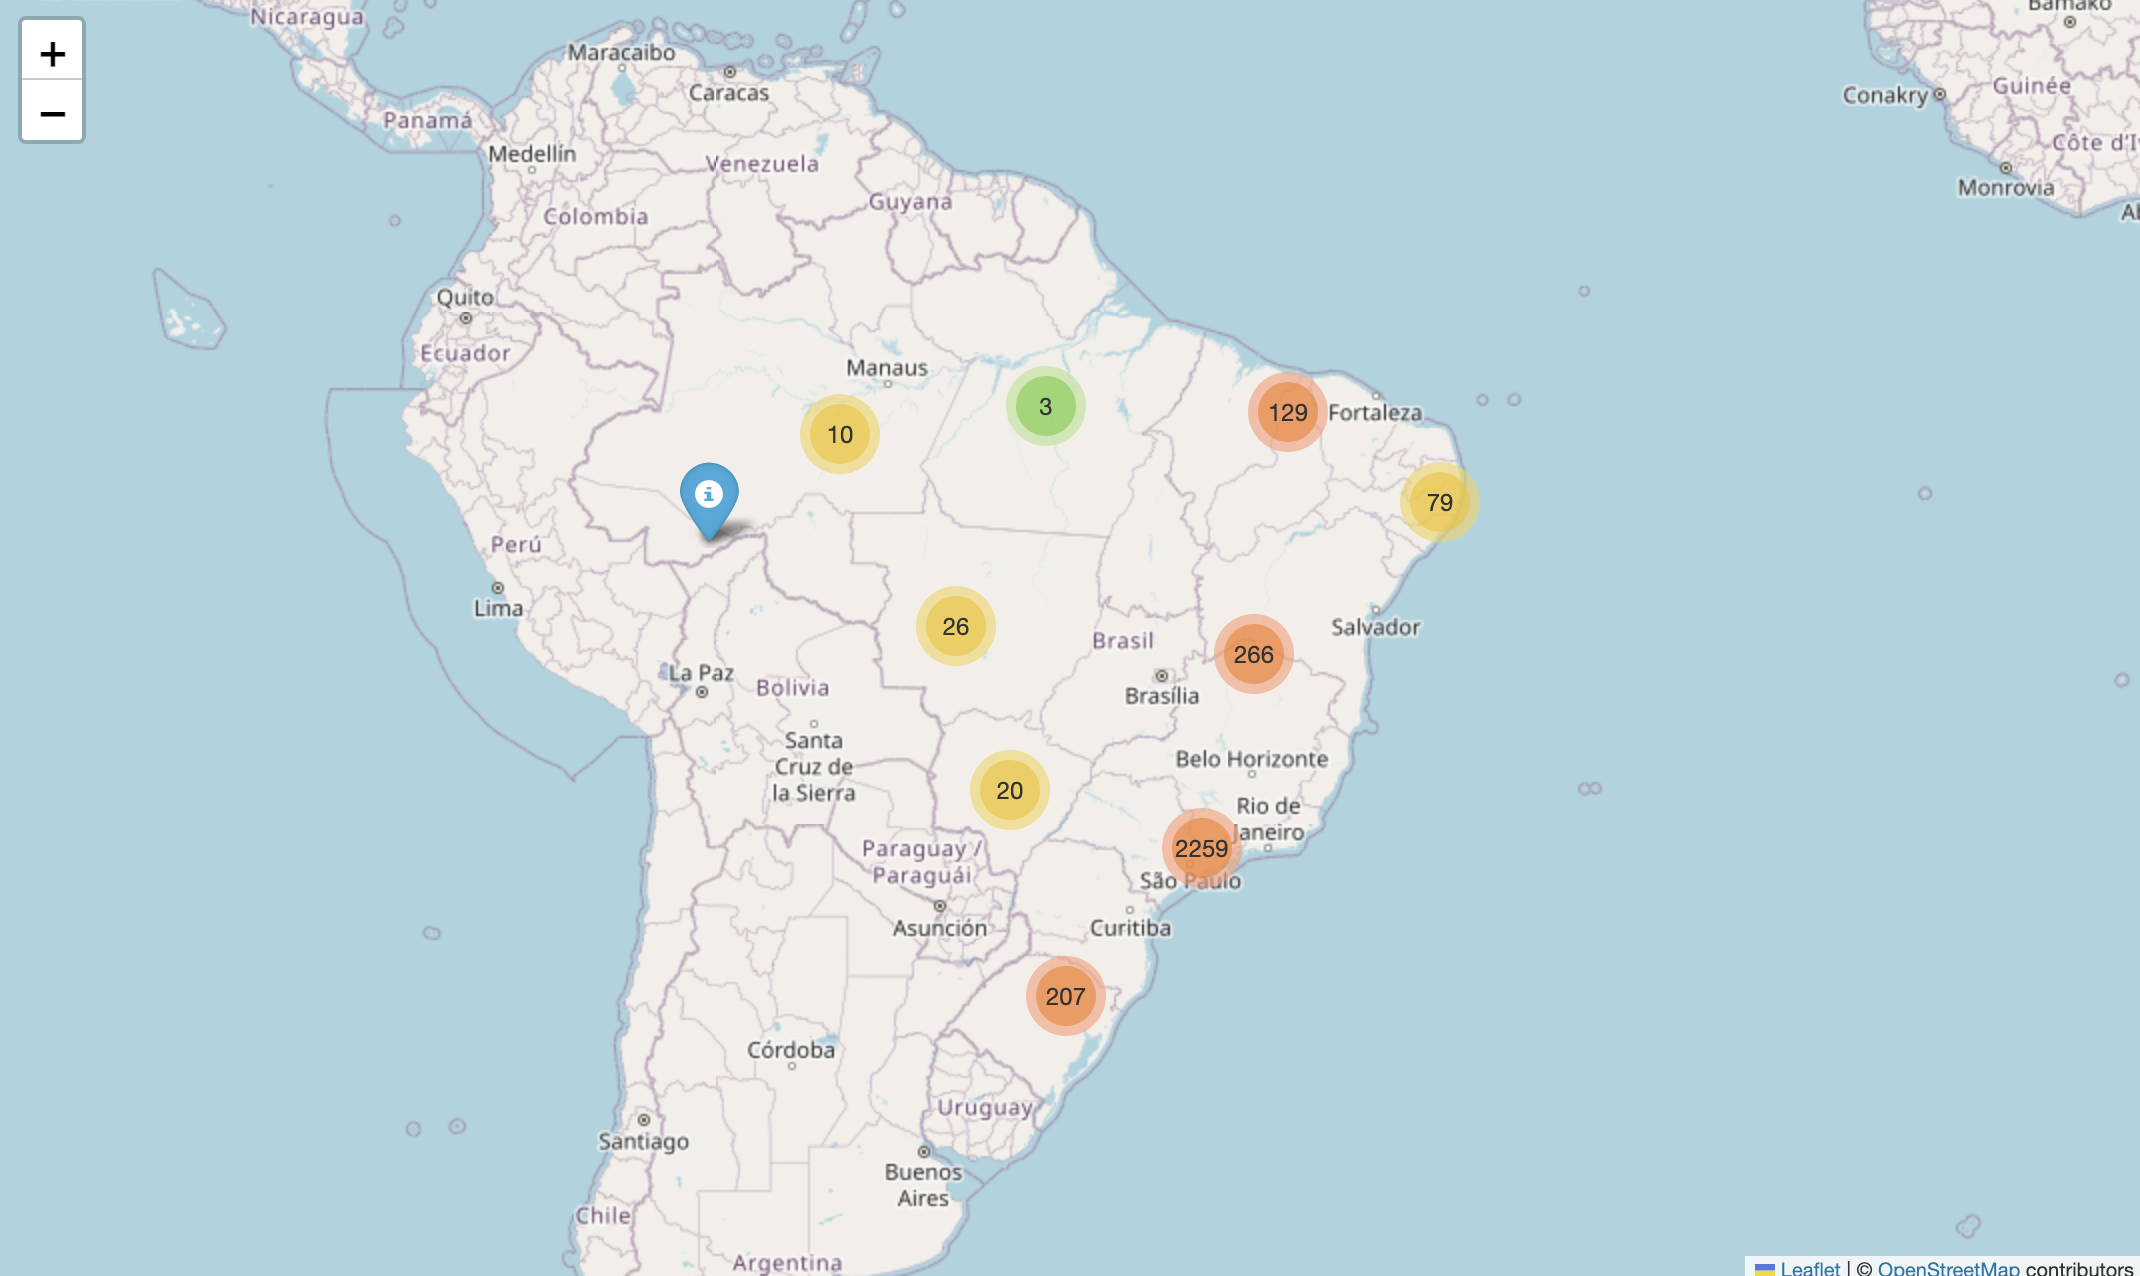 Nicaragua
Bamako
+
−
Maracaibo
Caracas
Guinée
Conakry
Panamá
Côte d'I
Medellín
Venezuela
Monrovia
Guyana
Colombia
Ab
Quito
Ecuador
Manaus
3
129
Fortaleza
10
79
Perú
Lima
26
Brasil
Salvador
266
La Paz
Bolivia
Brasília
Santa
Cruz de
la Sierra
Belo Horizonte
20
Rio de
Janeiro
Paraguay /
Paraguái
2259
São Paulo
Asunción
Curitiba
207
Córdoba
Uruguay
Santiago
Buenos
Aires
Chile
Argentina
Leaflet | © OpenStreetMap contributors